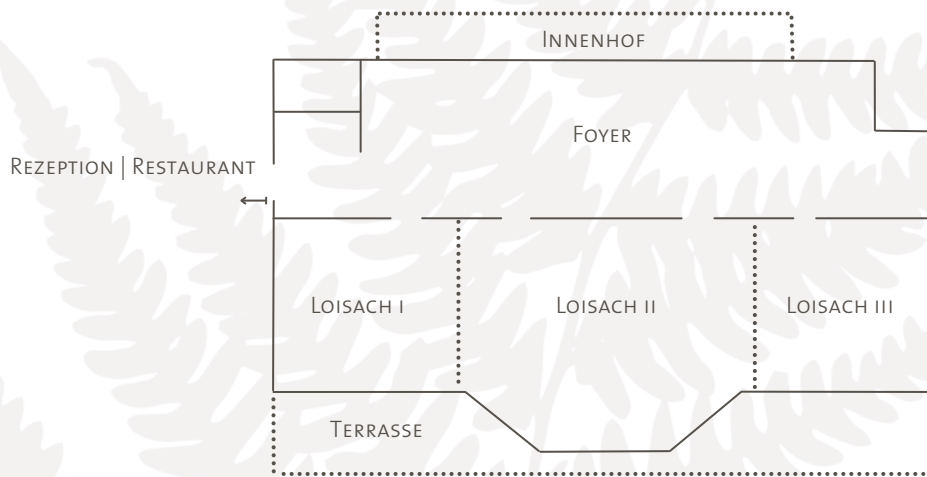 Innenhof
Foyer
Rezeption | Restaurant
Loisach I
Loisach II
Loisach III
Terrasse